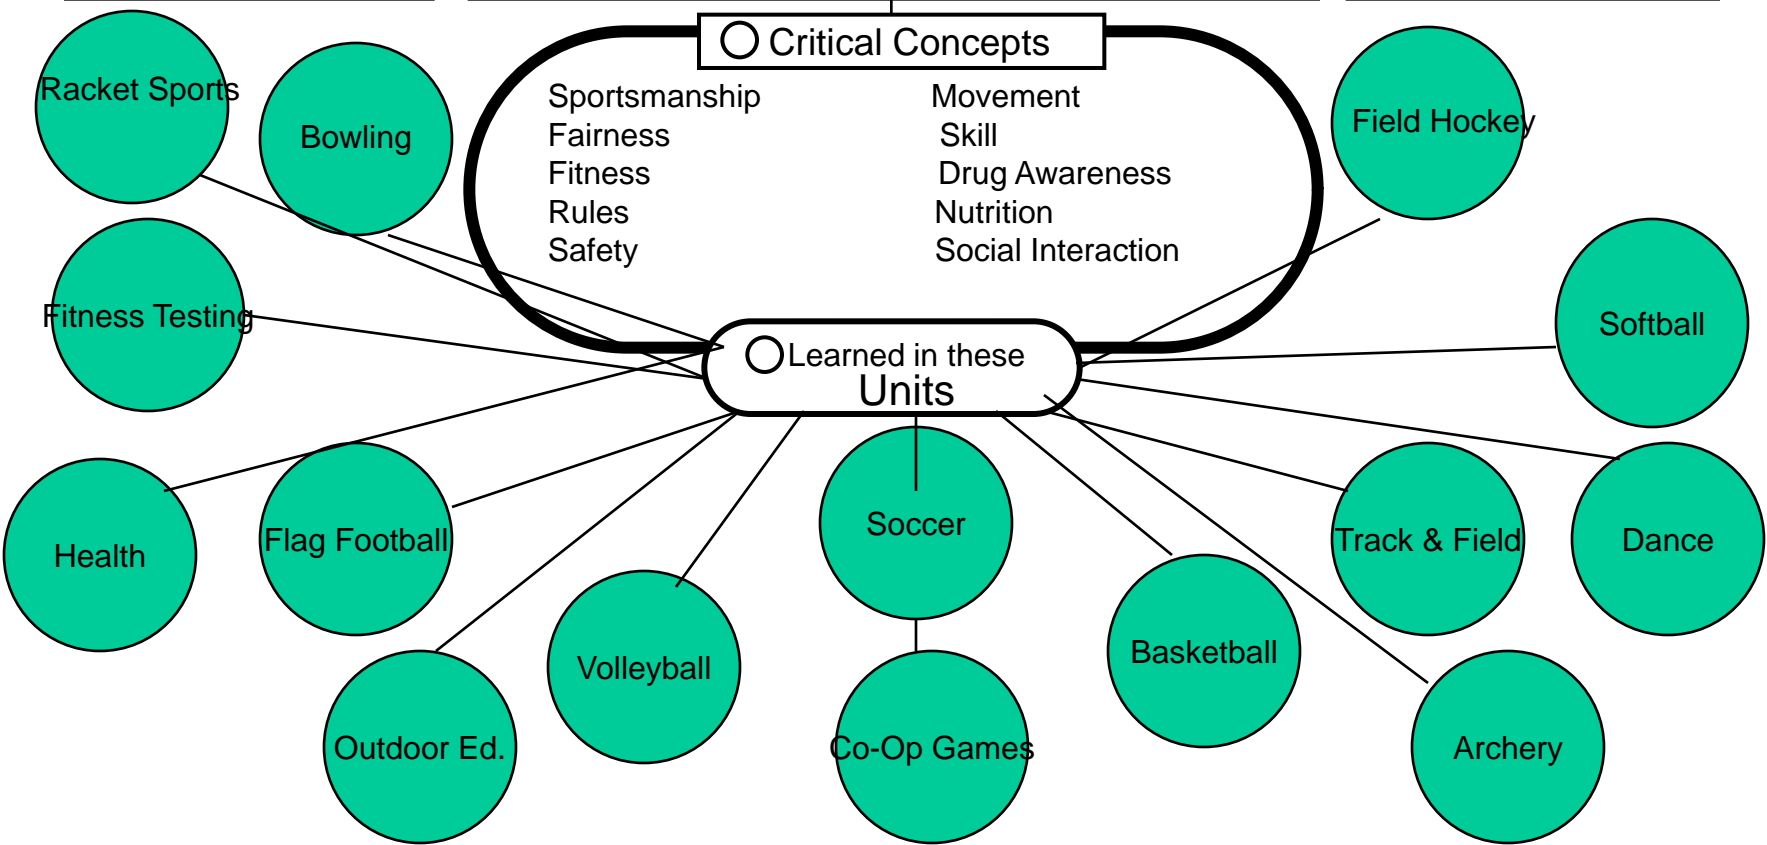 Critical Concepts
Racket Sports
Bowling
Sportsmanship
Fairness
Fitness
Rules
Safety
Movement
Skill
Drug Awareness
Nutrition
Social Interaction
Field Hockey
Fitness Testing
Softball
Learned in these
Units
Health
Flag Football
Soccer
Track & Field
Dance
Volleyball
Basketball
Outdoor Ed.
Co-Op Games
Archery